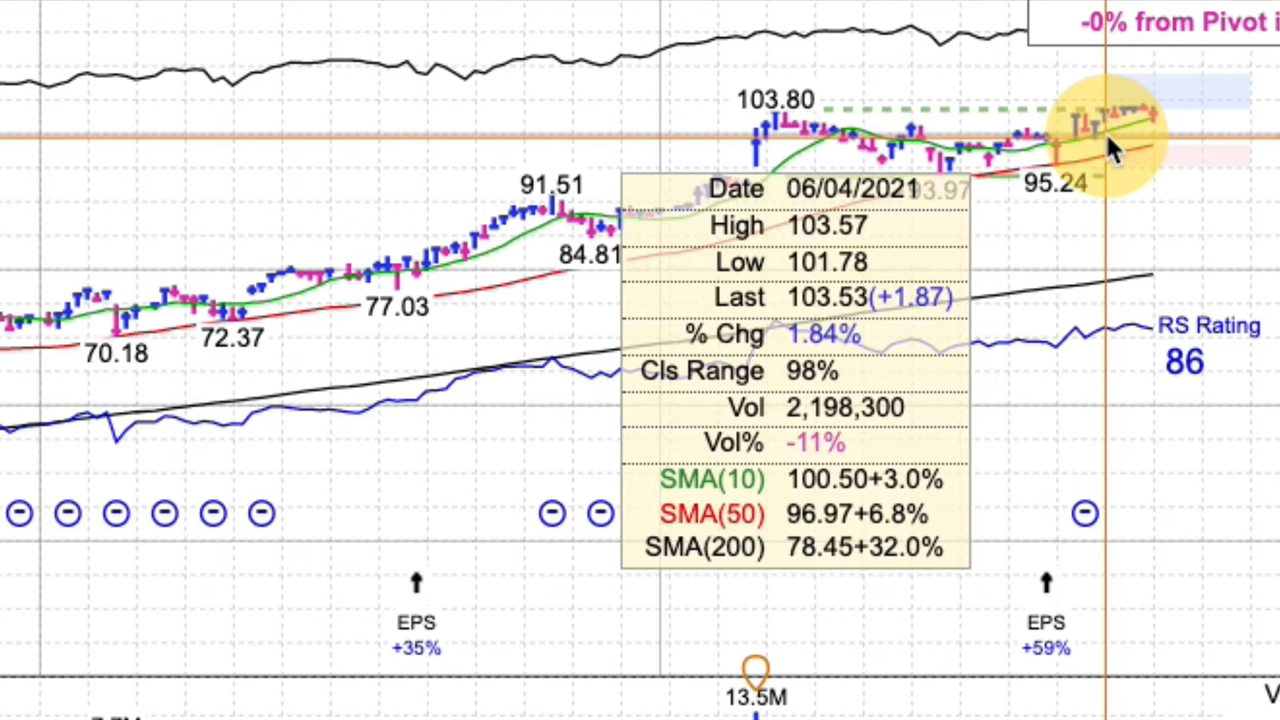 -0% from Pivot i
103.80
91.51
84.81
95.24
93.97
77.03
72.37
70.18
Date 06/04/2021
High 103.57
Low 101.78
Last 103.53(+1.87)
% Chg 1.84%
Cls Range 98%
Vol 2,198,300
Vol% -11%
SMA(10) 100.50+3.0%
SMA(50) 96.97+6.8%
SMA(200) 78.45+32.0%
RS Rating
86
EPS
+35%
EPS
+59%
13.5M
V